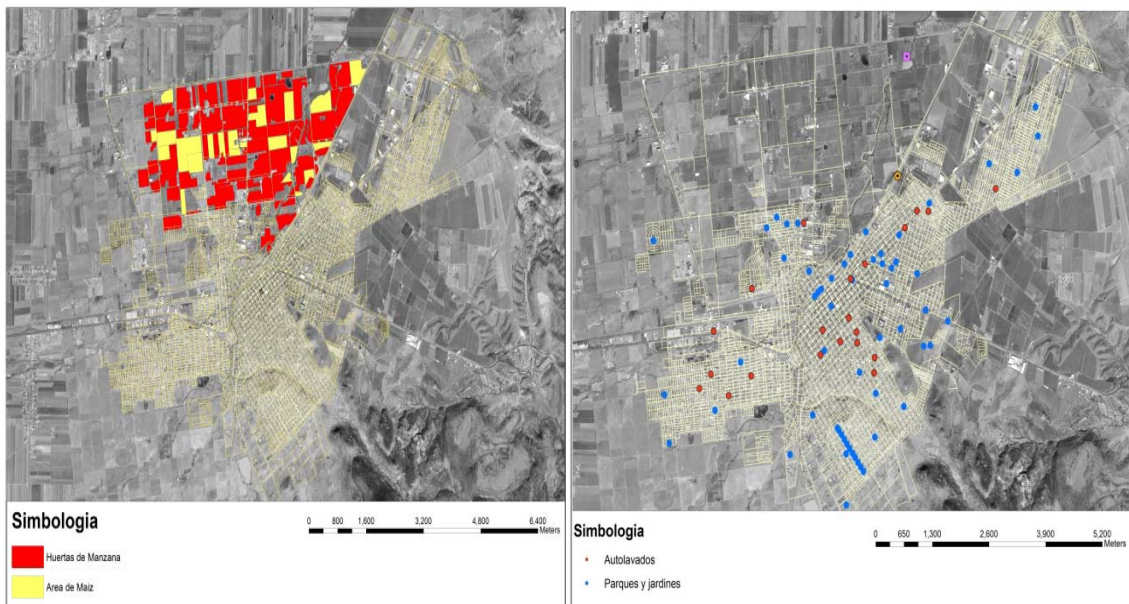 Simbologia
0 800 1,600 3,200 4,800 6,400
Meters
Huertas de Manzana
Area de Maiz
Simbologia
0 650 1,300 2,600 3,900 5,200
Meters
Autolavados
Parques y jardines